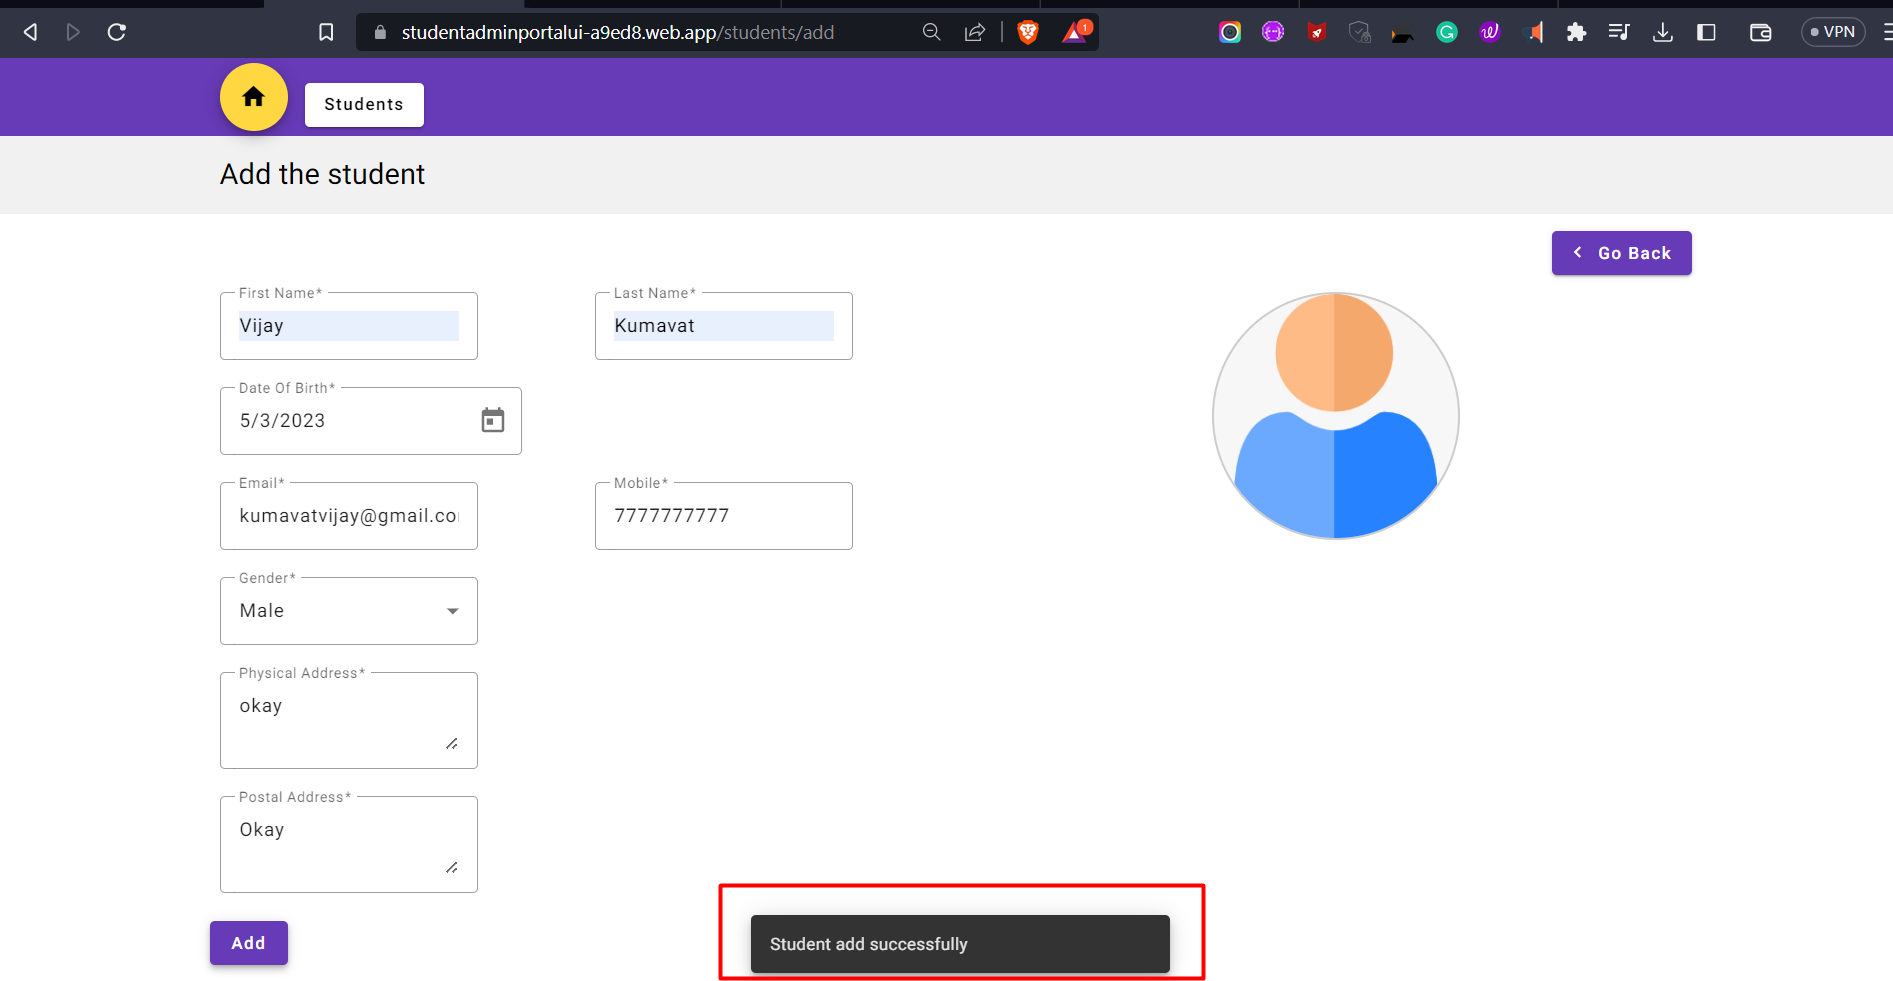 studentadminportalui-a9ed8.web.app/students/add
1
VPN
Students
Add the student
Go Back
First Name*
Vijay
Last Name*
Kumavat
Date Of Birth*
5/3/2023
Email*
kumavatvijay@gmail.co
Mobile*
7777777777
Gender*
Male
Physical Address*
okay
Postal Address*
Okay
Add
Student add successfully